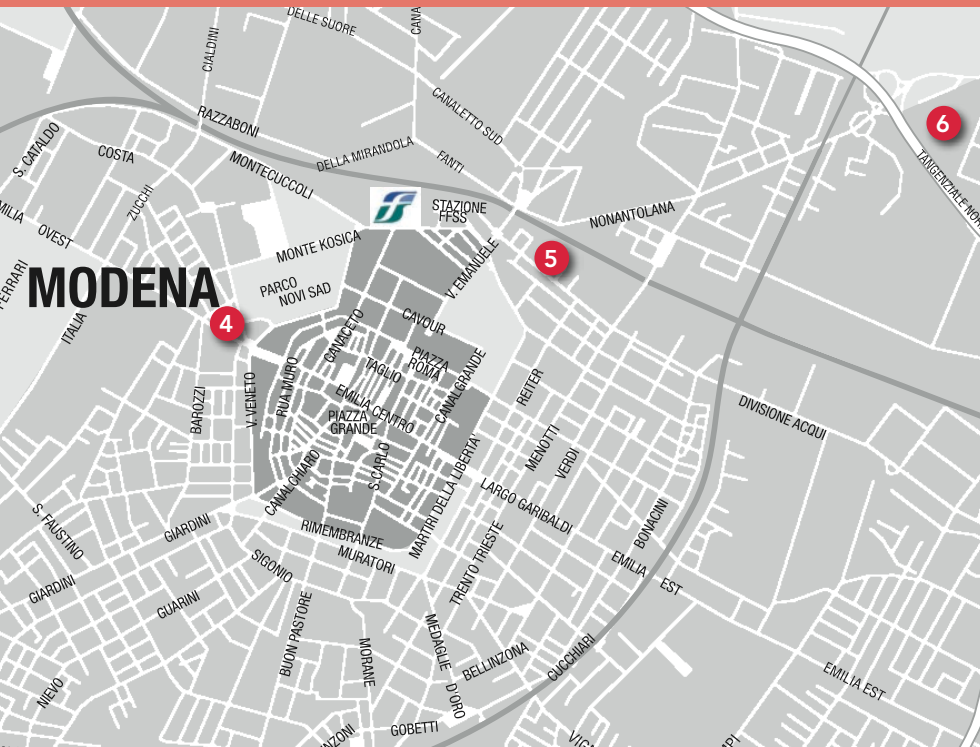 DELLE SUORE
CANA
CIALDINI
6
CANALETTO SUD
RAZZABONI
S. CATALDO
COSTA
DELLA MIRANDOLA
FANTI
MONTECUCCOLI
TANGENZIALE NOR
ZUCCHI
STAZIONE
FFSS
NONANTOLANA
MILIA OVEST
MONTE KOSICA
5
V. EMANUELE
FERRARI
MODENA
PARCO
NOVI SAD
ITALIA
4
CANACETO
CAVOUR
PIAZZA
ROMA
TAGLIO
RUA MURO
CANALGRANDE
REITER
V.VENETO
BAROZZI
EMILIA CENTRO
PIAZZA
GRANDE
DIVISIONE ACQUI
MENOTTI
VERDI
S.CARLO
CANALCHIARO
MARTIRI DELLA LIBERTA'
LARGO GARIBALDI
BONACINI
S. FAUSTINO
GIARDINI
RIMEMBRANZE
MURATORI
SIGONIO
TRENTO TRIESTE
EMILIA EST
GIARDINI
GUARINI
BUON PASTORE
MORANE
MEDAGLIE D'ORO
BELLINZONA
CUCCHIARI
EMILIA EST
NIEVO
GOBETTI
NZONI
VIGN